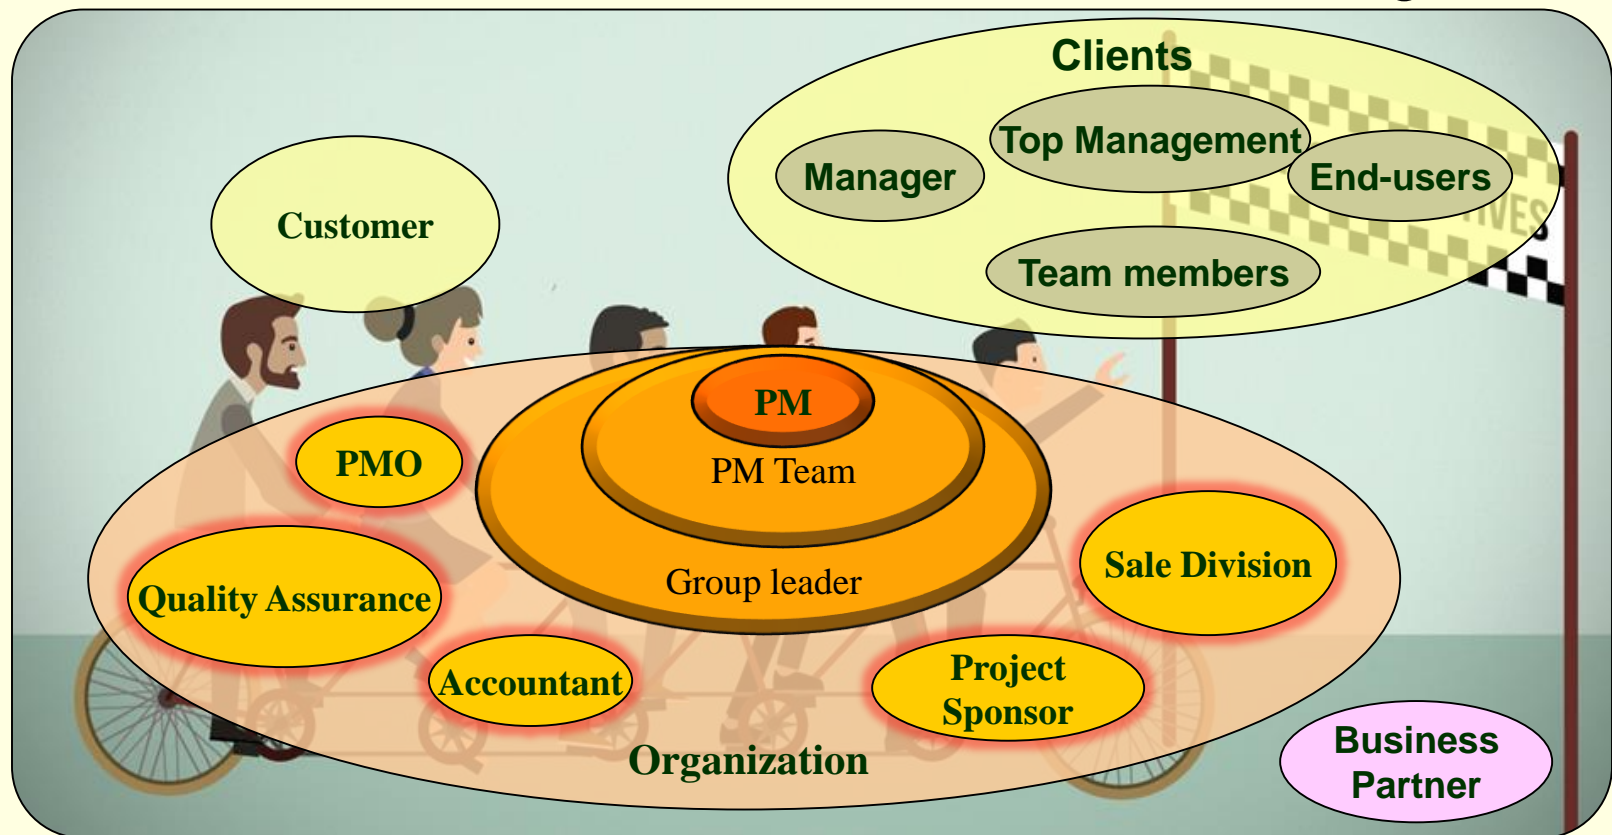 Clients
Top Management
Manager
End-users
Customer
Team members
PM
PMO
PM Team
Sale Division
Group leader
Quality Assurance
Accountant
Project
Sponsor
Organization
Business
Partner